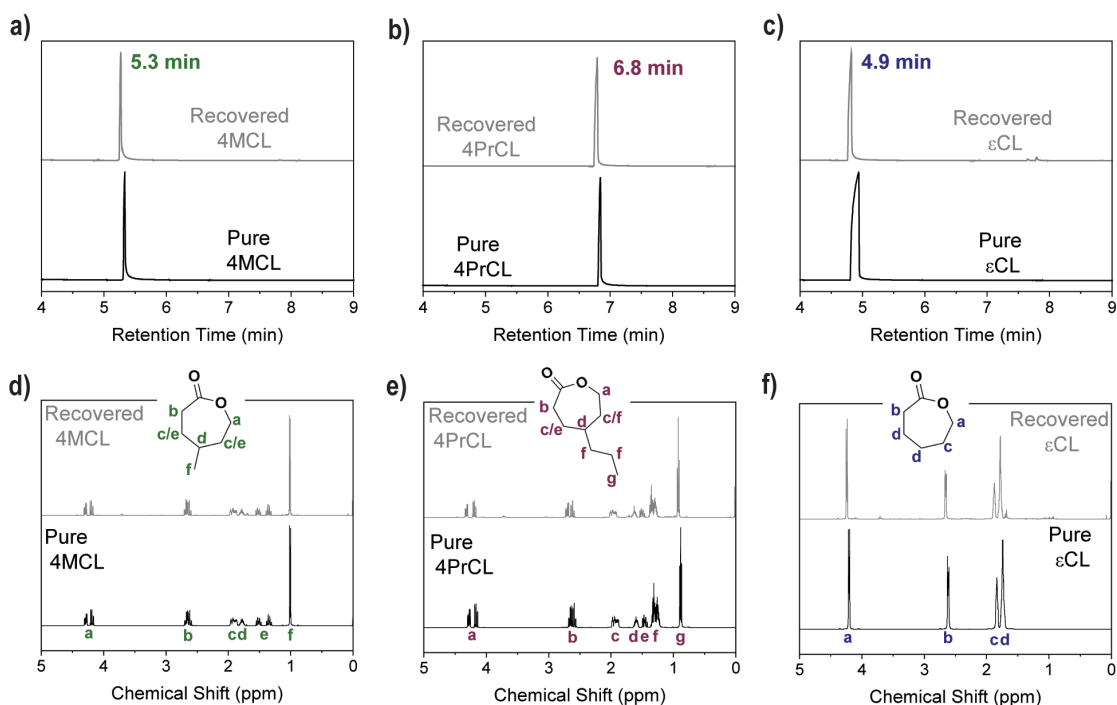 a)
5.3 min
Recovered
4MCL
Pure
4MCL
4 5 6 7 8 9
Retention Time (min)
b)
6.8 min
Recovered
4PrCL
Pure
4PrCL
4 5 6 7 8 9
Retention Time (min)
c)
4.9 min
Recovered
εCL
Pure
εCL
4 5 6 7 8 9
Retention Time (min)
d)
Recovered
4MCL
O
O
b
a
c/e
d
c/e
f
Pure
4MCL
a b c d e f
5 4 3 2 1 0
Chemical Shift (ppm)
e)
Recovered
4PrCL
O
O
a
b
c/f
c/e
d
f
f
g
Pure
4PrCL
a b c d e f g
5 4 3 2 1 0
Chemical Shift (ppm)
f)
O
O
b
a
d
c
d
Recovered
εCL
Pure
εCL
a b c d
5 4 3 2 1 0
Chemical Shift (ppm)